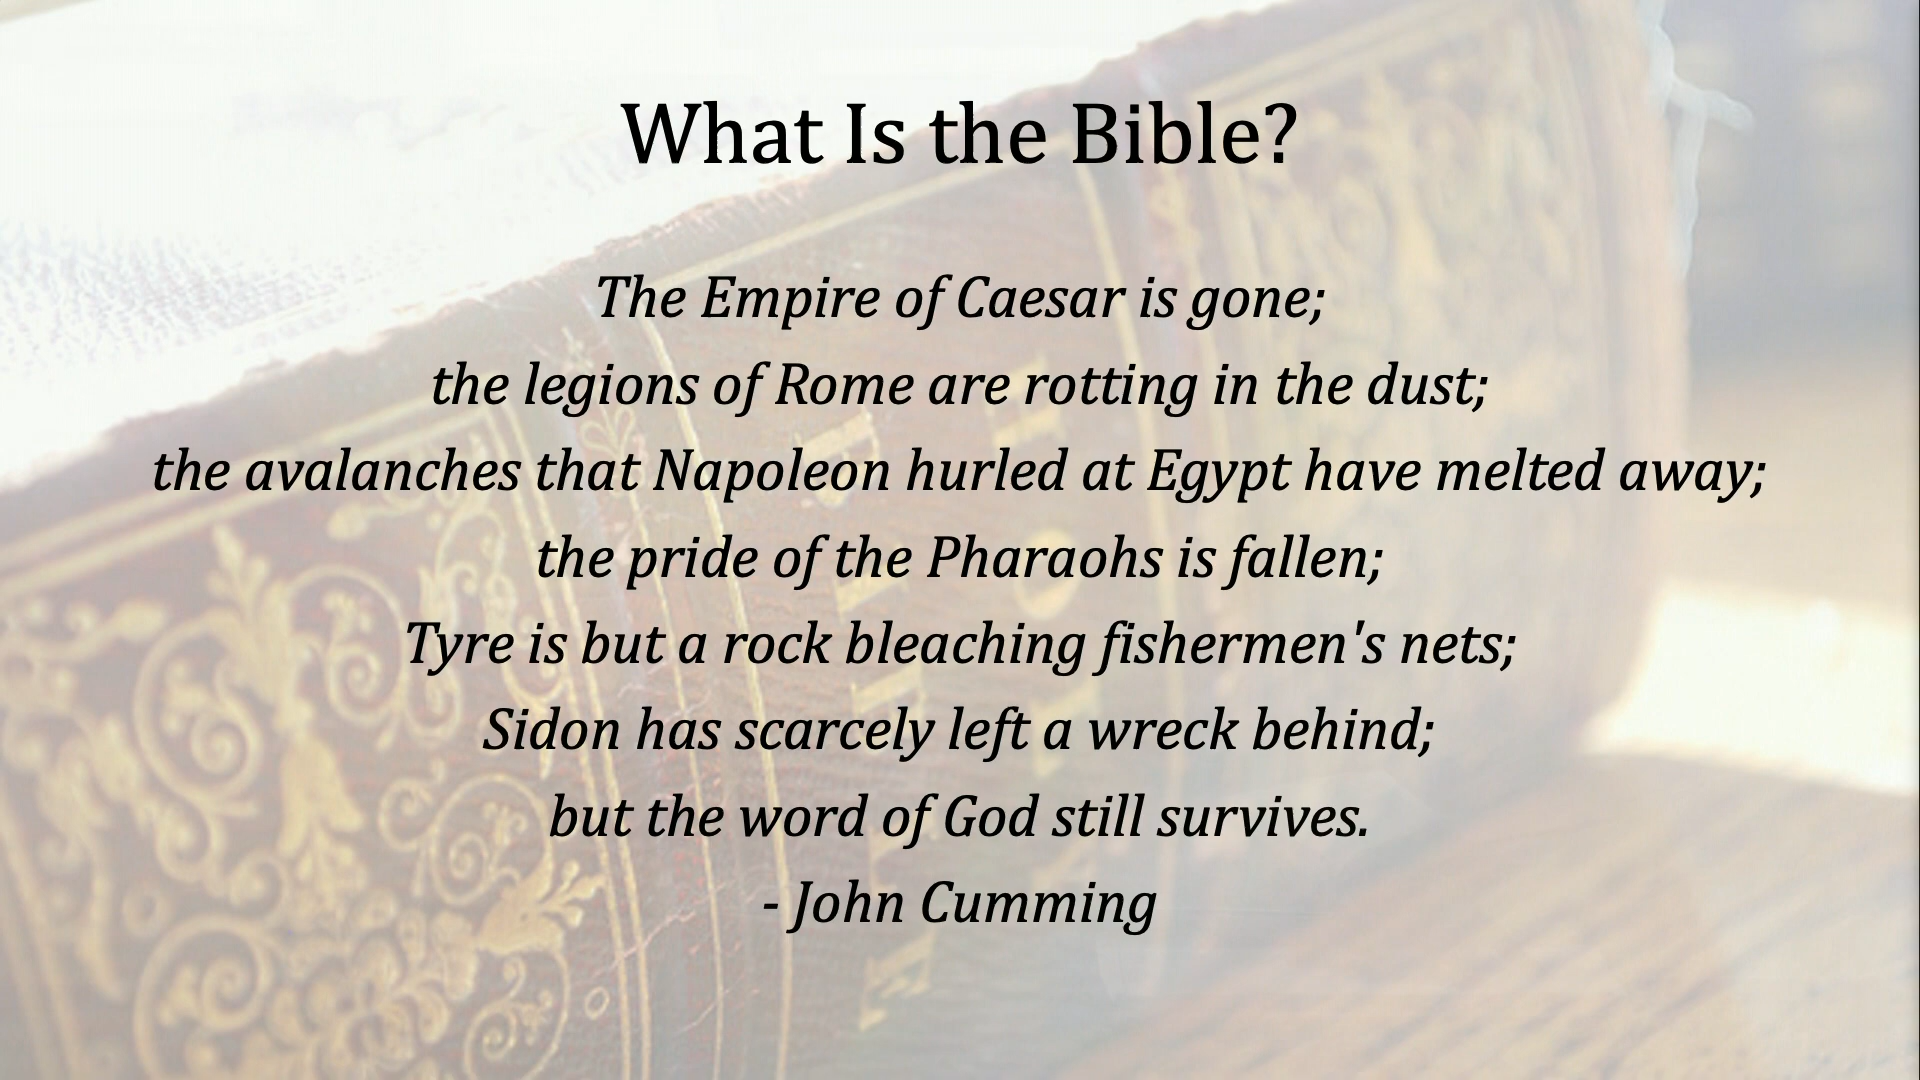 What Is the Bible?
The Empire of Caesar is gone;
the legions of Rome are rotting in the dust;
the avalanches that Napoleon hurled at Egypt have melted away;
the pride of the Pharaohs is fallen;
Tyre is but a rock bleaching fishermen's nets;
Sidon has scarcely left a wreck behind;
but the word of God still survives.
- John Cumming